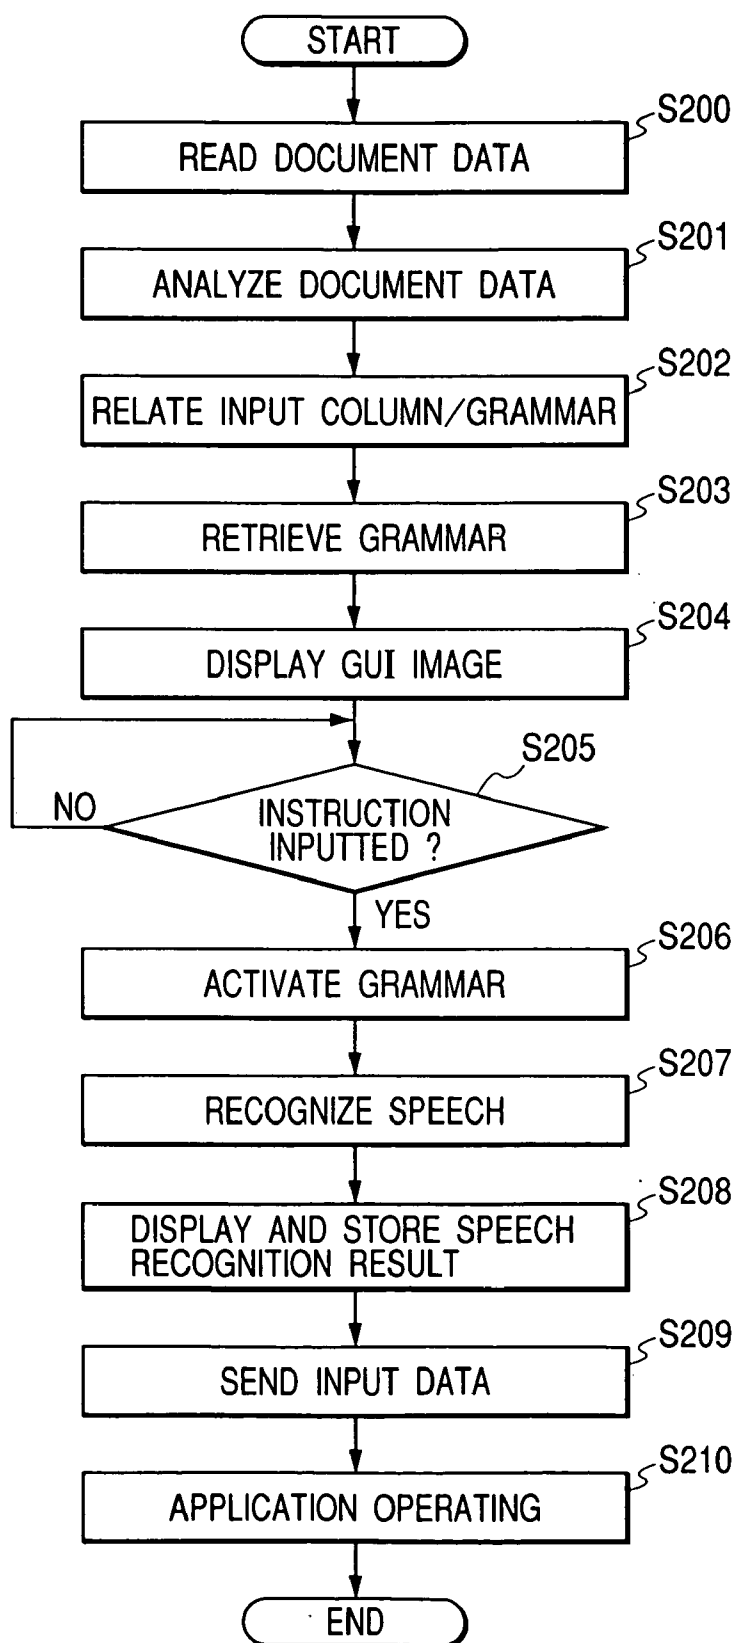 START
S200
READ DOCUMENT DATA
S201
ANALYZE DOCUMENT DATA
S202
RELATE INPUT COLUMN/GRAMMAR
S203
RETRIEVE GRAMMAR
S204
DISPLAY GUI IMAGE
S205
NO
INSTRUCTION
INPUTTED ?
YES
S206
ACTIVATE GRAMMAR
S207
RECOGNIZE SPEECH
S208
DISPLAY AND STORE SPEECH
RECOGNITION RESULT
S209
SEND INPUT DATA
S210
APPLICATION OPERATING
END